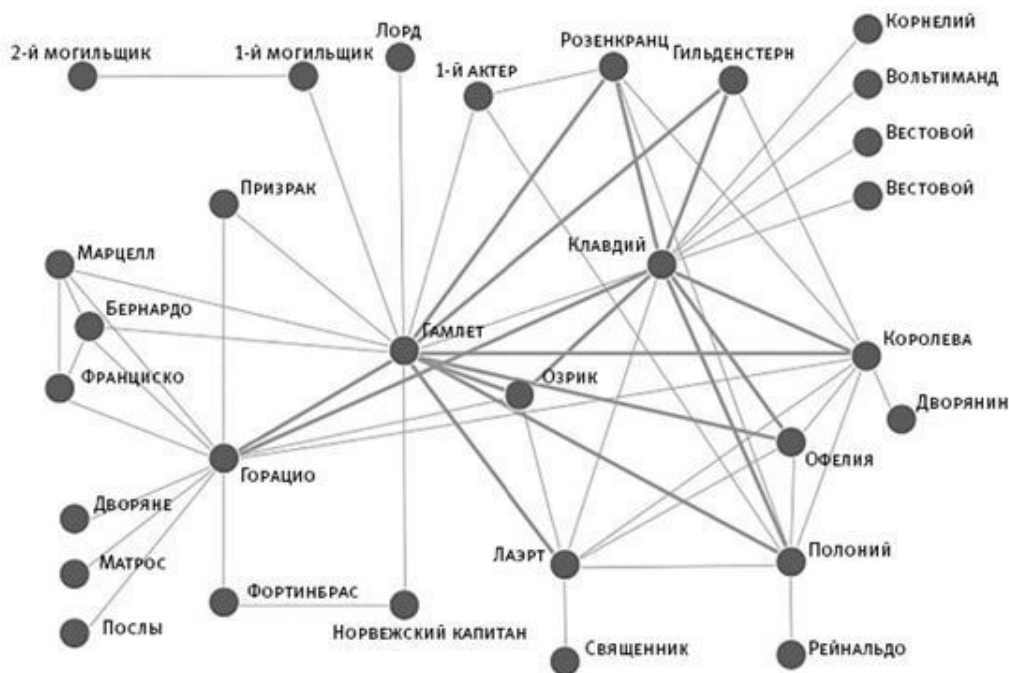 Лорд
Корнелий
2-й могильщик
1-й могильщик
Розенкранц
Гильденстерн
1-й актер
Вольтиманд
Вестовой
Призрак
Вестовой
Марцелл
Клавдий
Бернардо
Гамлет
Королева
Франциско
Озрик
Дворянин
Горацио
Офелия
Дворяне
Матрос
Лаэрт
Полоний
Фортинбрас
Послы
Норвежский капитан
Священник
Рейнальдо